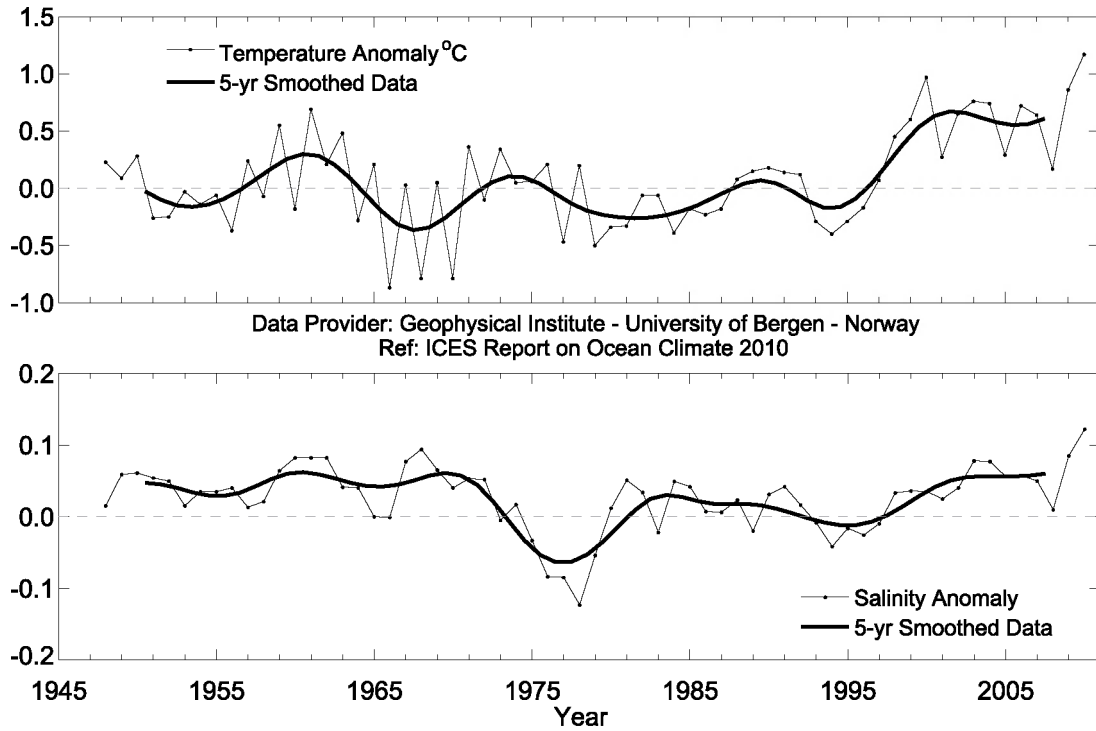 1.5
1.0
0.5
0.0
-0.5
-1.0
Temperature Anomaly °C
5-yr Smoothed Data
Data Provider: Geophysical Institute - University of Bergen - Norway
Ref: ICES Report on Ocean Climate 2010
0.2
0.1
0.0
-0.1
-0.2
Salinity Anomaly
5-yr Smoothed Data
1945 1955 1965 1975 1985 1995 2005
Year